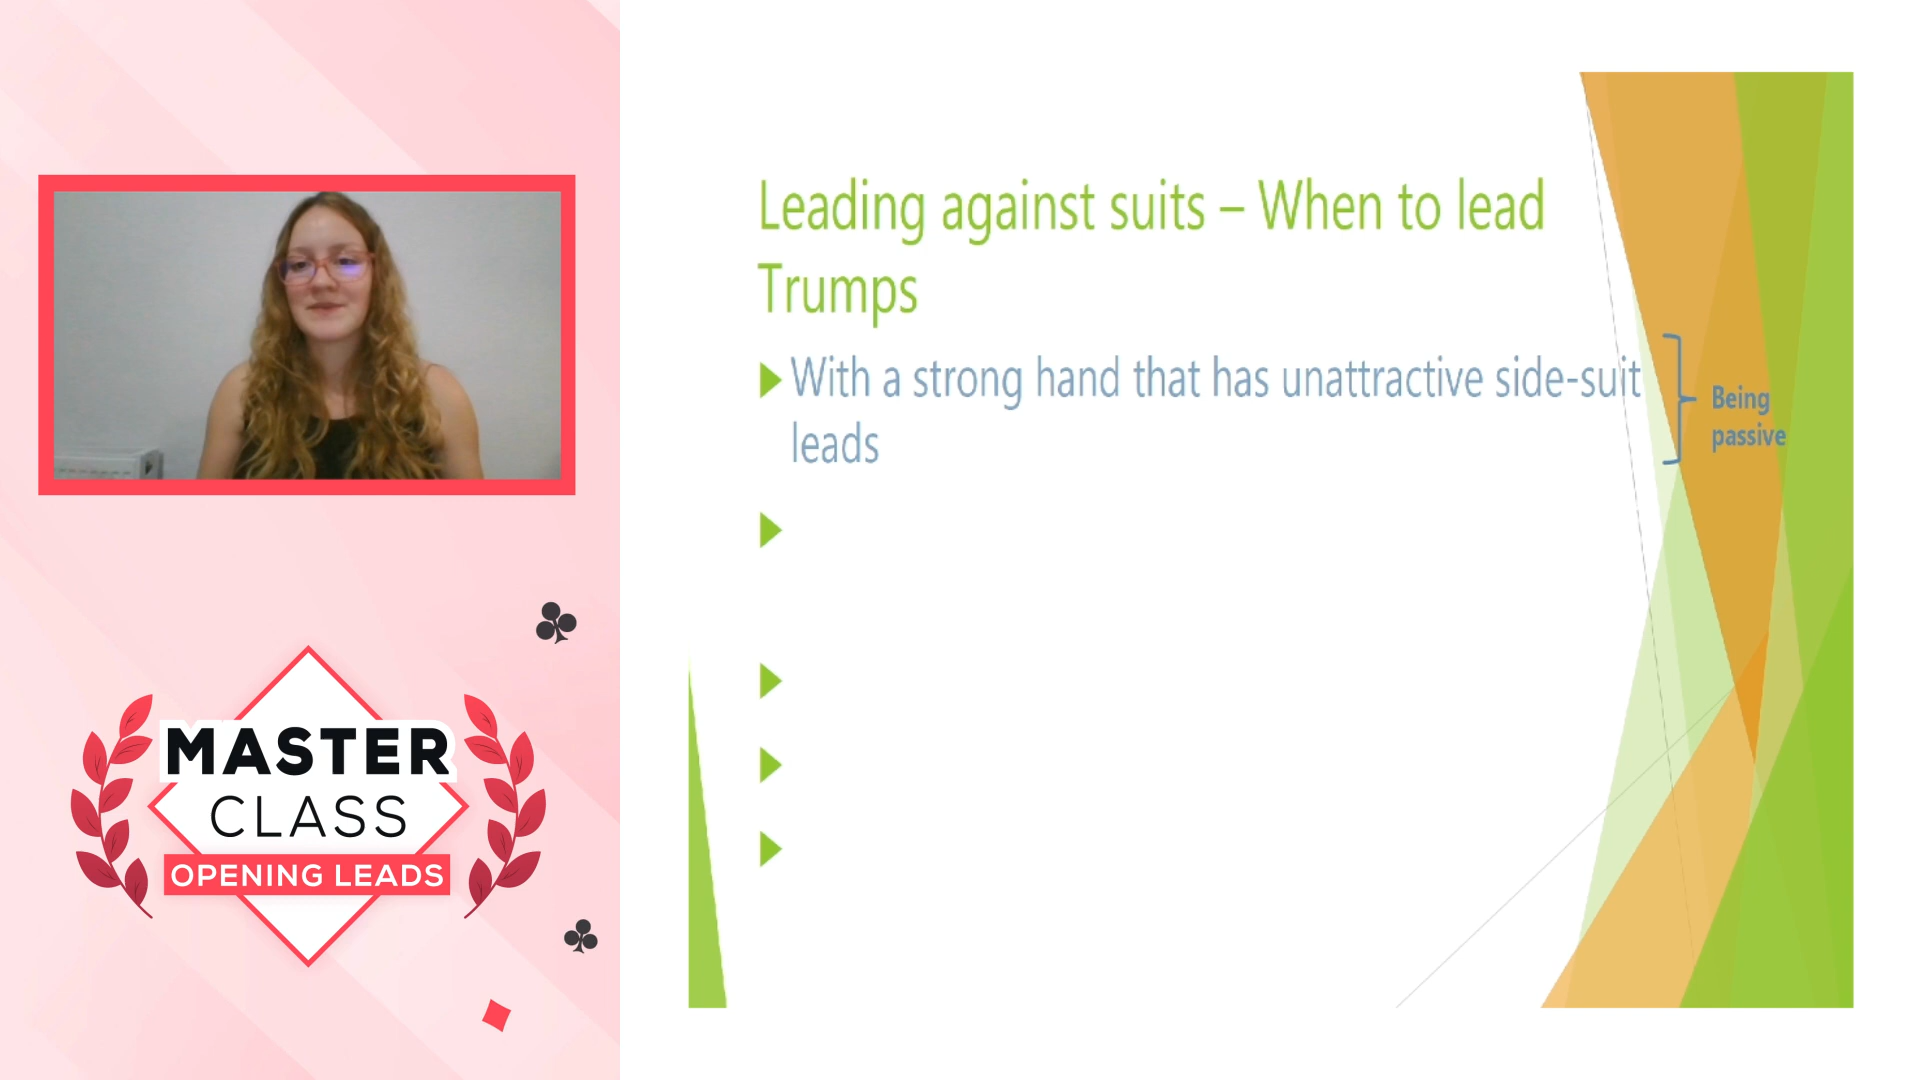 Leading against suits – When to lead
Trumps
With a strong hand that has unattractive side-suit
leads
Being
passive
MASTER
CLASS
OPENING LEADS